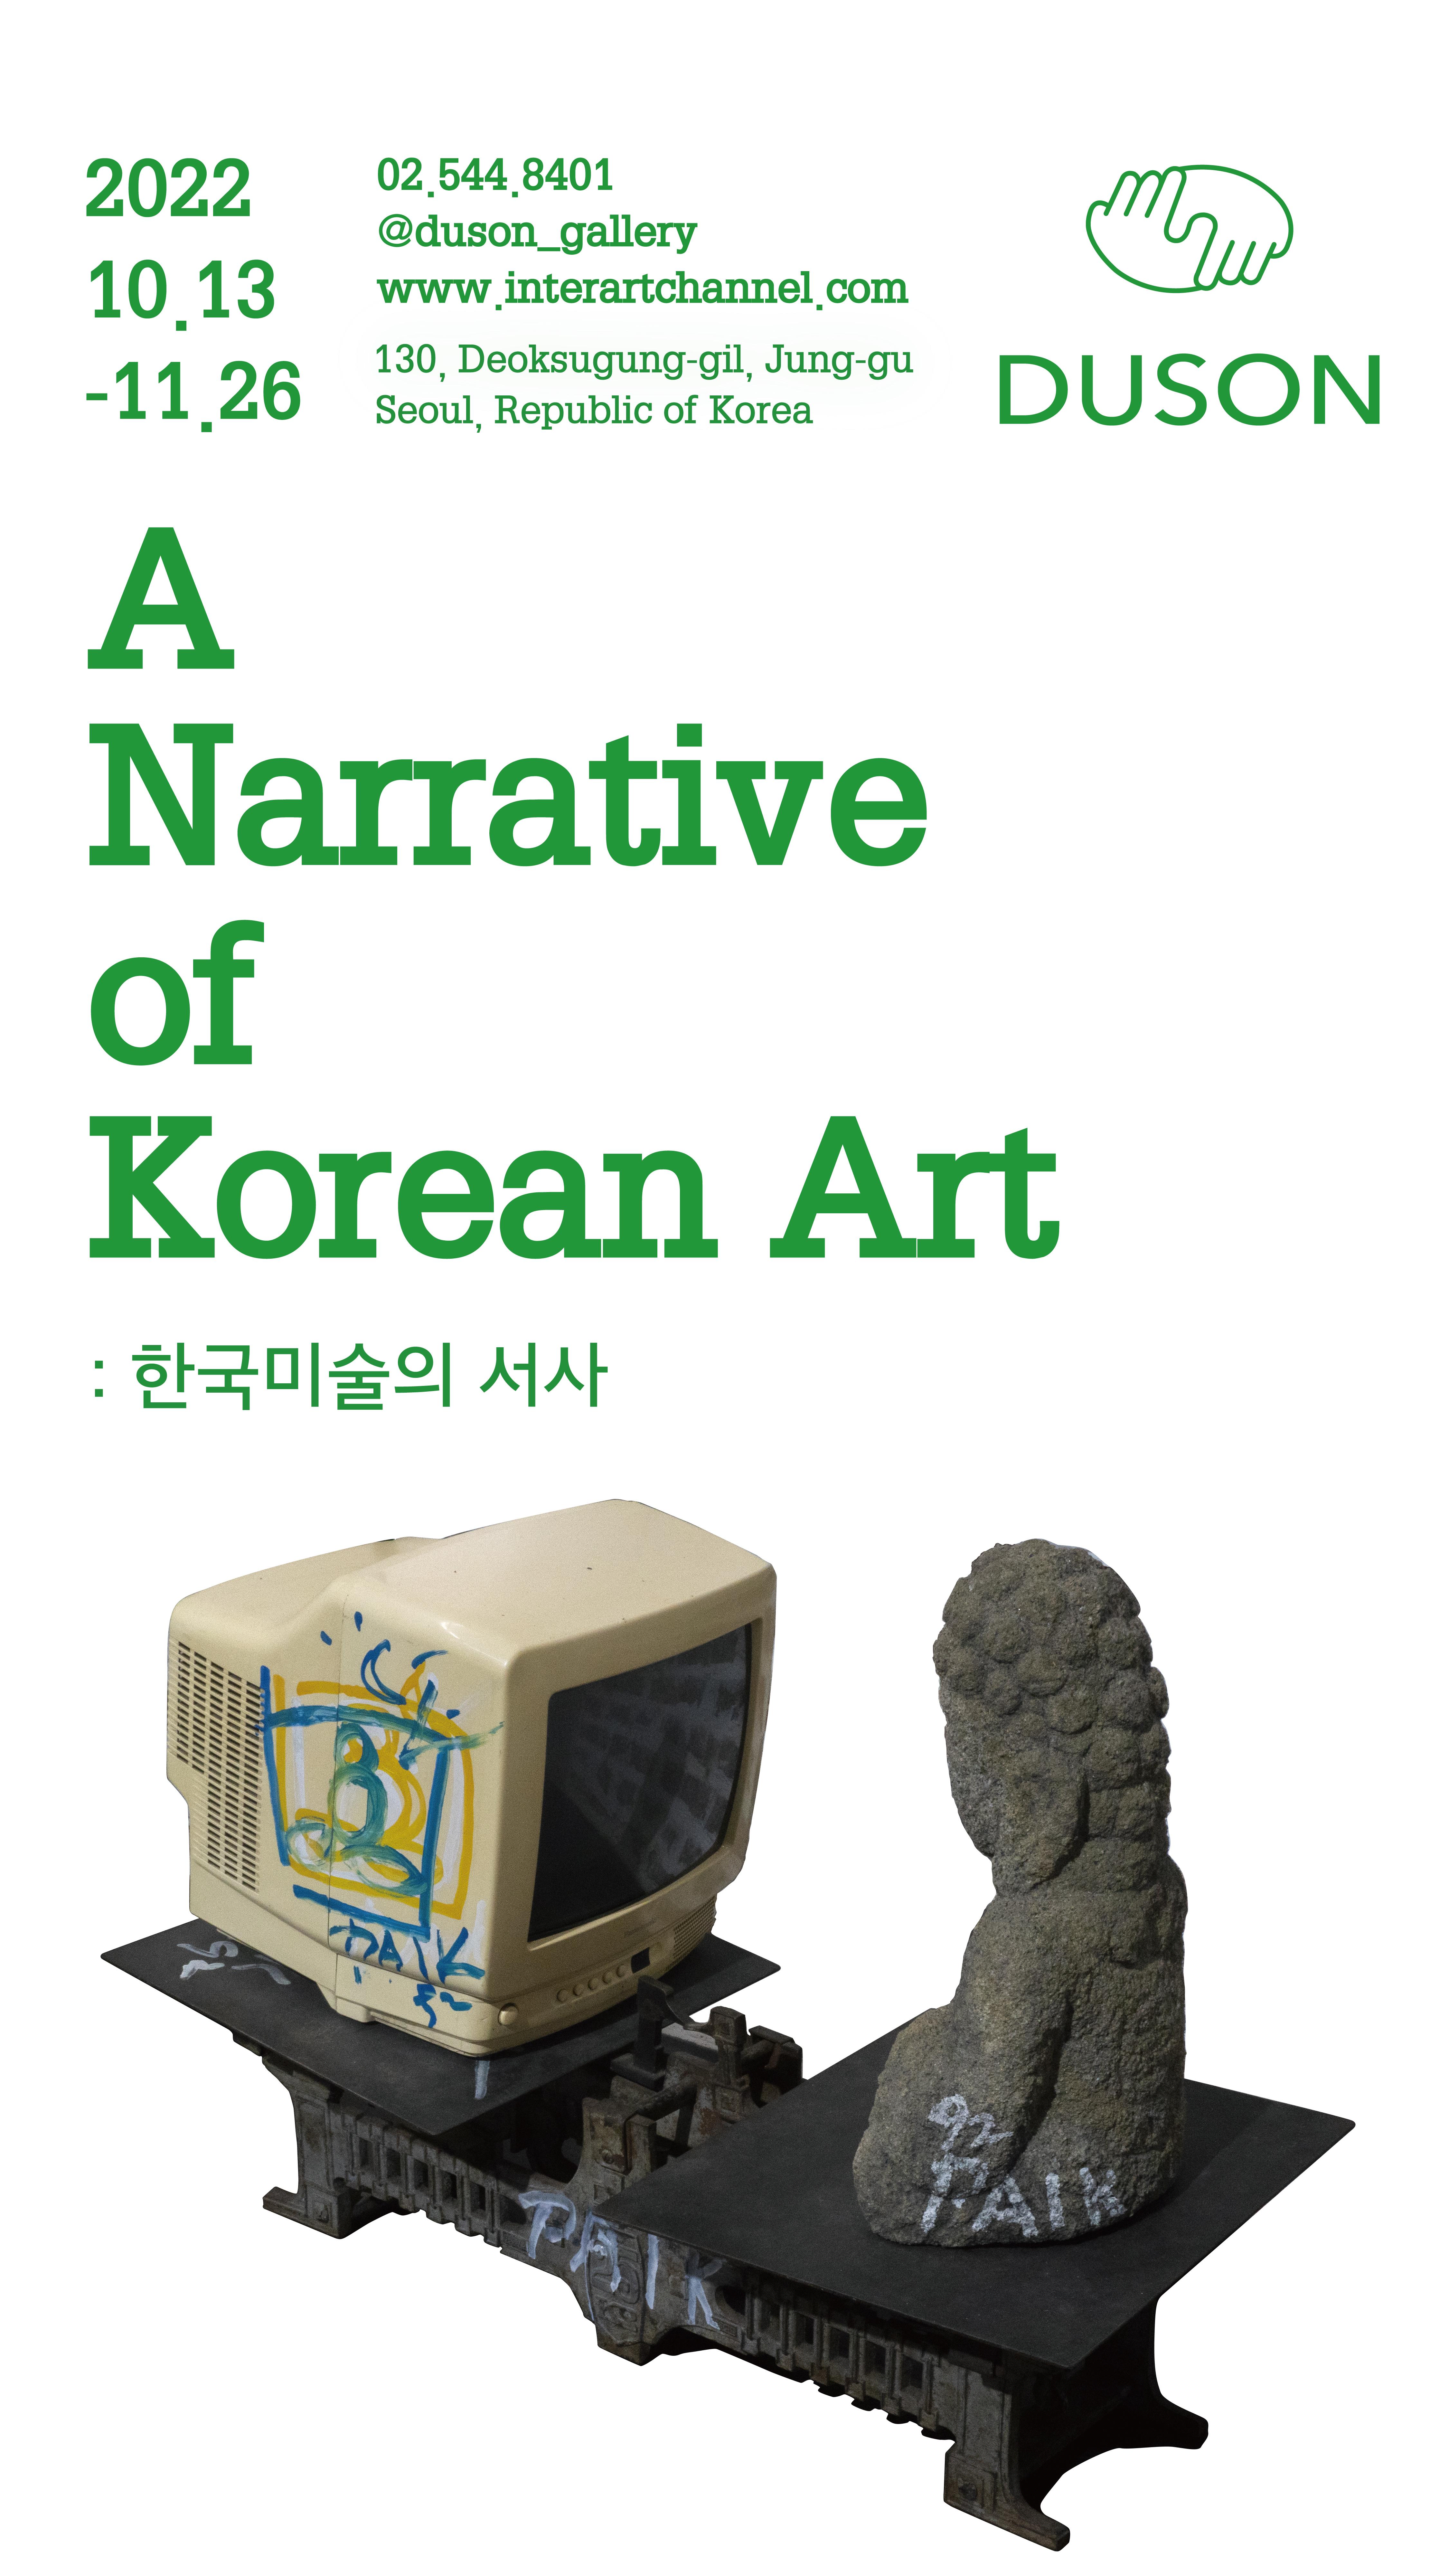 2022
10.13
-11.26
02.544.8401
@duson_gallery
www.interartchannel.com
130, Deoksugung-gil, Jung-gu
Seoul, Republic of Korea
DUSON
A
Narrative
of
Korean Art
: 한국미술의 서사
PAIK
PAIK
92
PAIK